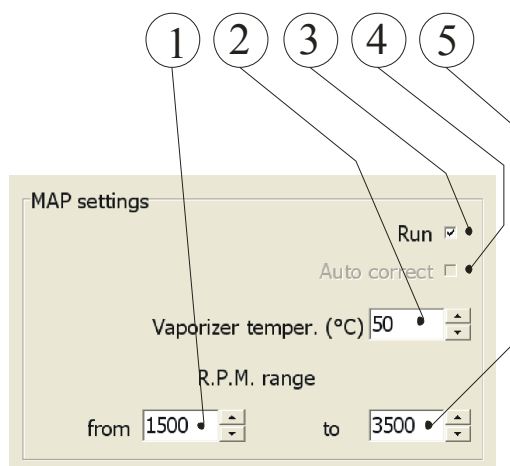 1 2 3 4 5
MAP settings
Run
Auto correct
Vaporizer temper. (°C) 50
R.P.M. range
from 1500 to 3500